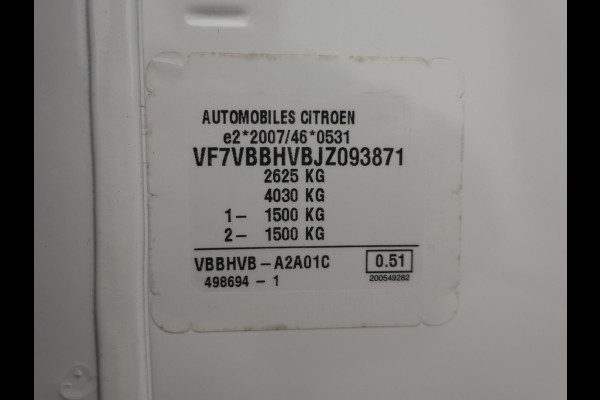 AUTOMOBILES CITROEN
e2*2007/46*0531
VF7VBBHVBJZ093871
2625 KG
4030 KG
1- 1500 KG
2- 1500 KG
VBBHVB-A2A01C 0.51
498694-1 200549282